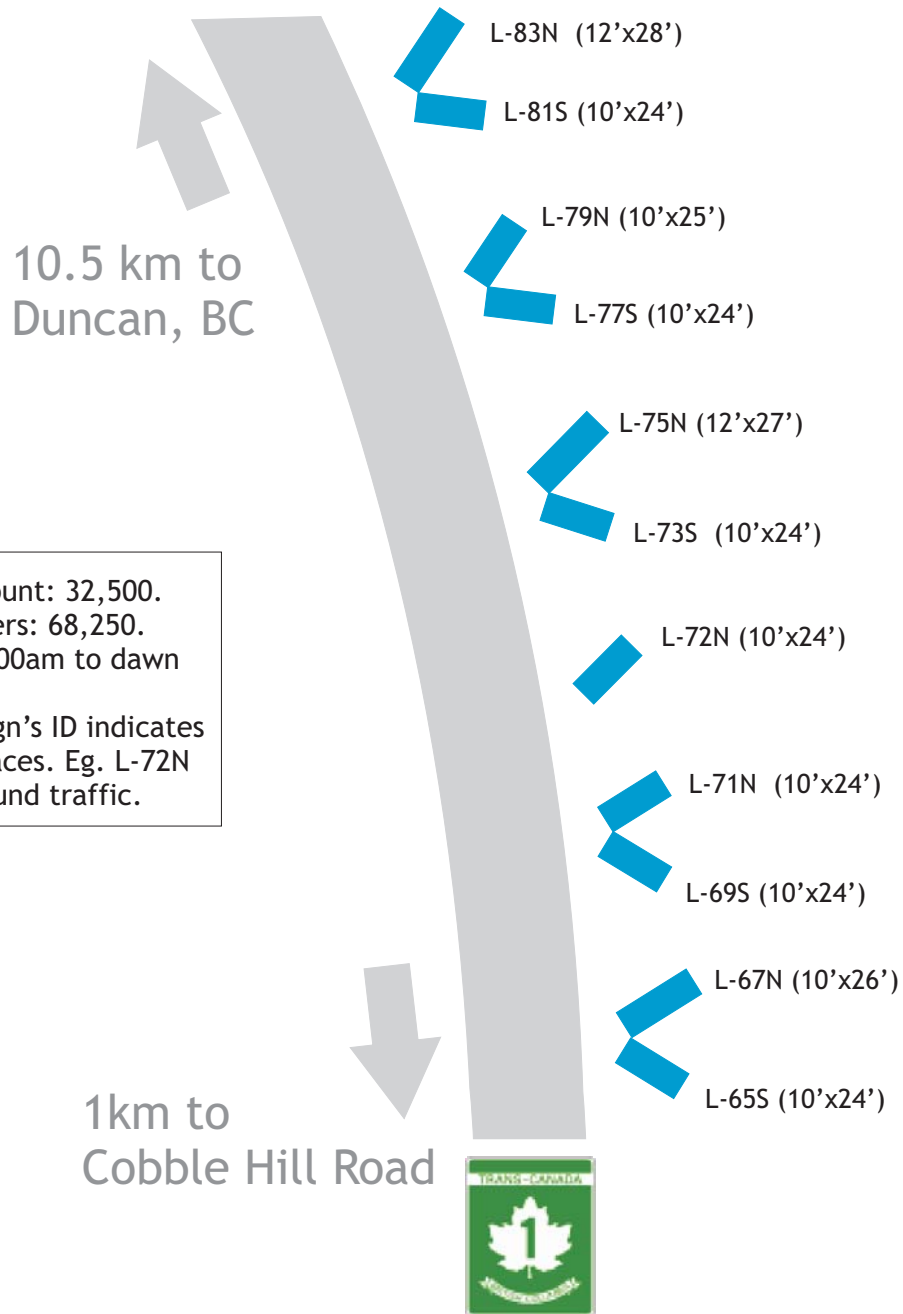 L-83N (12’x28’)
L-81S (10’x24’)
L-79N (10’x25’)
10.5 km to
Duncan, BC
L-77S (10’x24’)
L-75N (12’x27’)
L-73S (10’x24’)
ount: 32,500.
ers: 68,250.
00am to dawn
gn’s ID indicates
aces. Eg. L-72N
und traffic.
L-72N (10’x24’)
L-71N (10’x24’)
L-69S (10’x24’)
L-67N (10’x26’)
L-65S (10’x24’)
1km to
Cobble Hill Road
TRANS-CANADA
1
BRITISH COLUMBIA